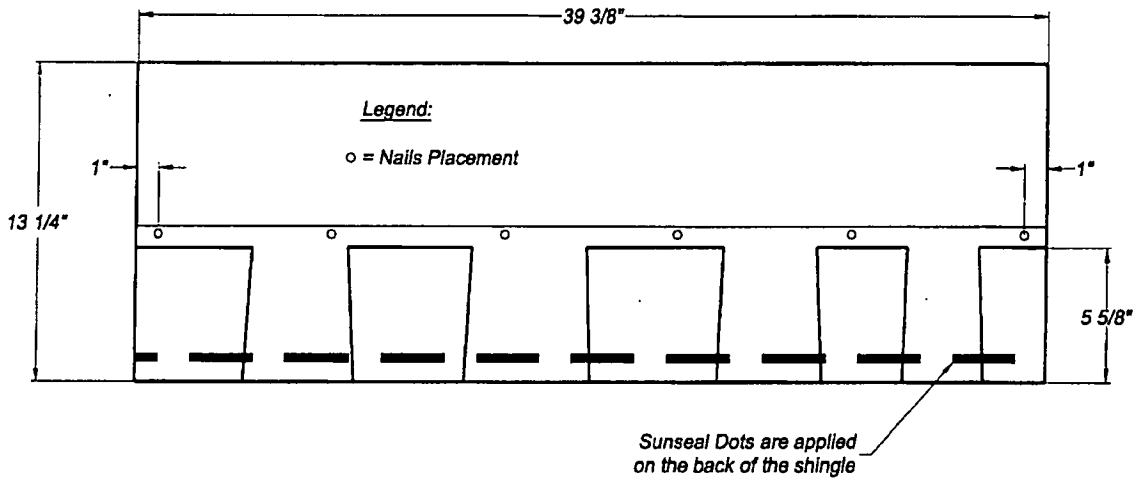 39 3/8"
Legend:
o = Nails Placement
1"
1"
13 1/4"
5 5/8"
Sunseal Dots are applied
on the back of the shingle